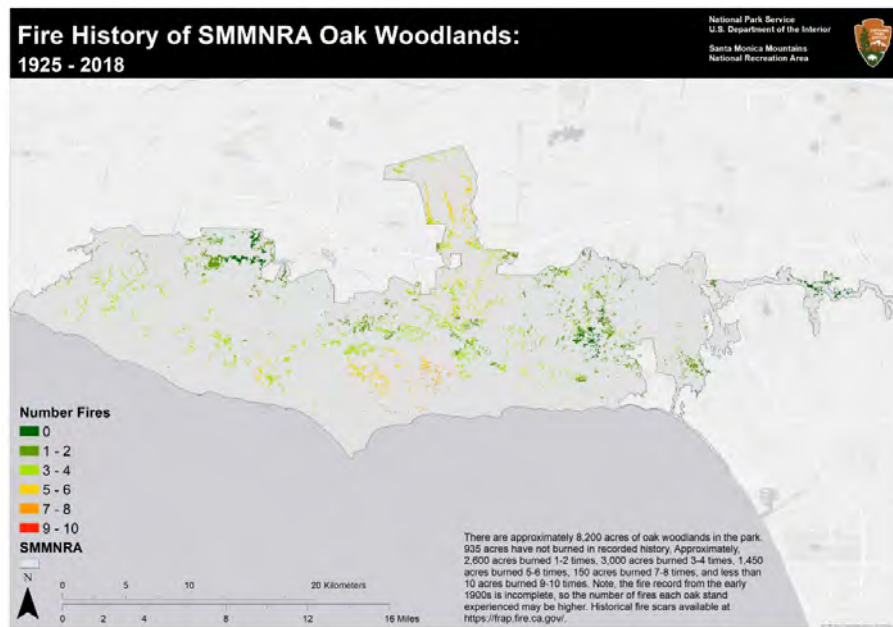 Fire History of SMMNRA Oak Woodlands:
1925 - 2018
National Park Service
U.S. Department of the Interior
Santa Monica Mountains
National Recreation Area
Number Fires
0
1 - 2
3 - 4
5 - 6
7 - 8
9 - 10
SMMNRA
N
0 5 10 20 Kilometers
0 2 4 8 12 16 Miles
There are approximately 8,200 acres of oak woodlands in the park.
935 acres have not burned in recorded history. Approximately,
2,600 acres burned 1-2 times, 3,000 acres burned 3-4 times, 1,450
acres burned 5-6 times, 150 acres burned 7-8 times, and less than
10 acres burned 9-10 times. Note, the fire record from the early
1900s is incomplete, so the number of fires each oak stand
experienced may be higher. Historical fire scars available at
https://frap.fire.ca.gov/.